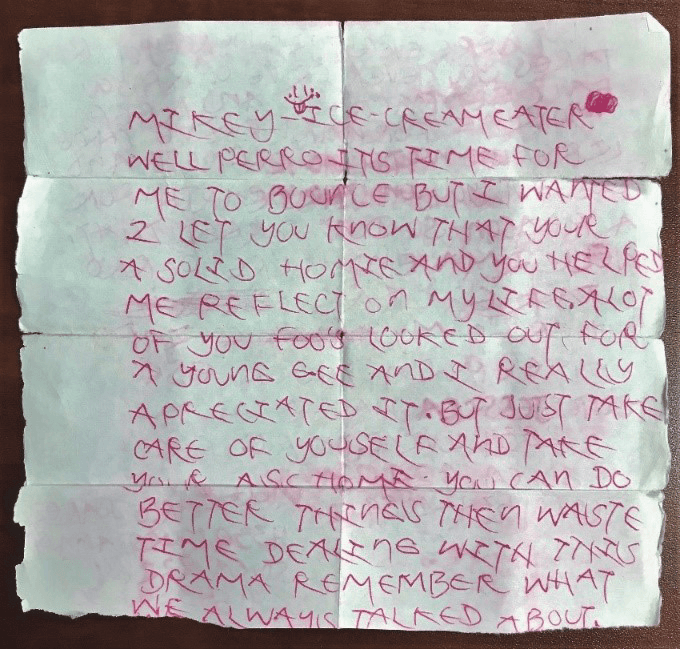 MIKEY-ICE-CREAM EATER
WELL PERRO ITS TIME FOR
ME TO BOUNCE BUT I WANTED
2 LET YOU KNOW THAT YOUR
A SOLID HOMIE AND YOU HELPED
ME REFLECT ON MY LIFE. ALOT
OF YOU FOOS LOOKED OUT FOR
A YOUNG GEE AND I REALLY
APRECIATED IT. BUT JUST TAKE
CARE OF YOUSELF AND TAKE
YOUR ASS HOME. YOU CAN DO
BETTER THINGS THEN WASTE
TIME DEALING WITH THIS
DRAMA REMEMBER WHAT
WE ALWAYS TALKED ABOUT.